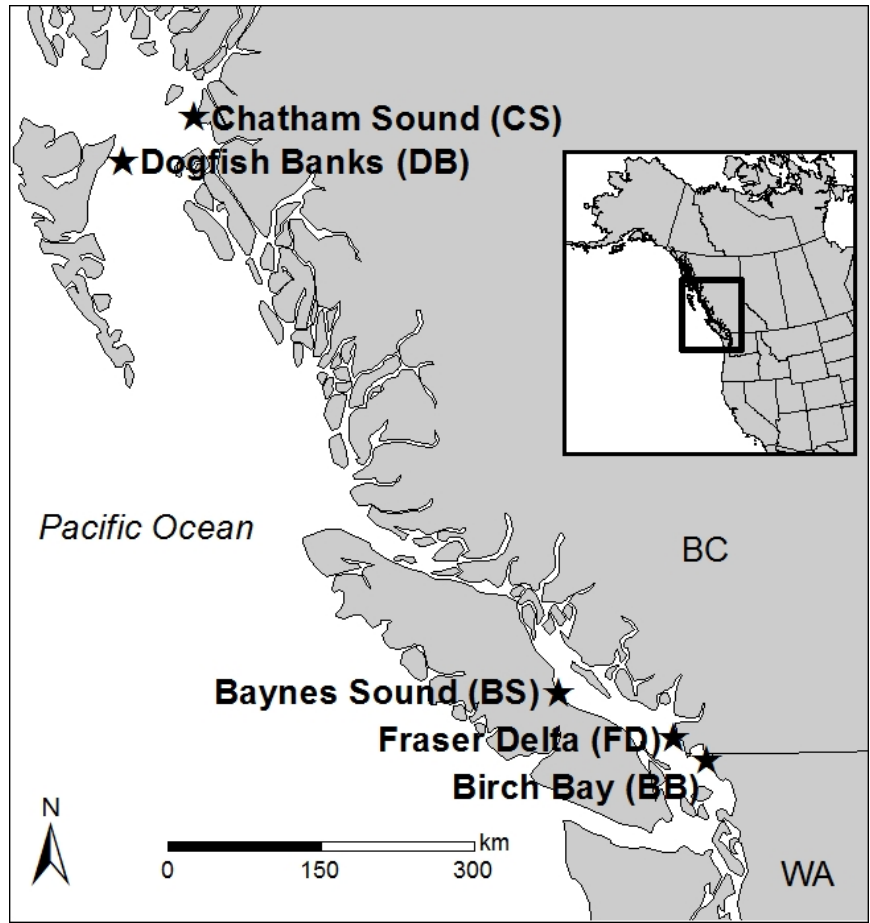 Chatham Sound (CS)
Dogfish Banks (DB)
Pacific Ocean
BC
Baynes Sound (BS)
Fraser Delta (FD)
Birch Bay (BB)
N
km
0 150 300
WA